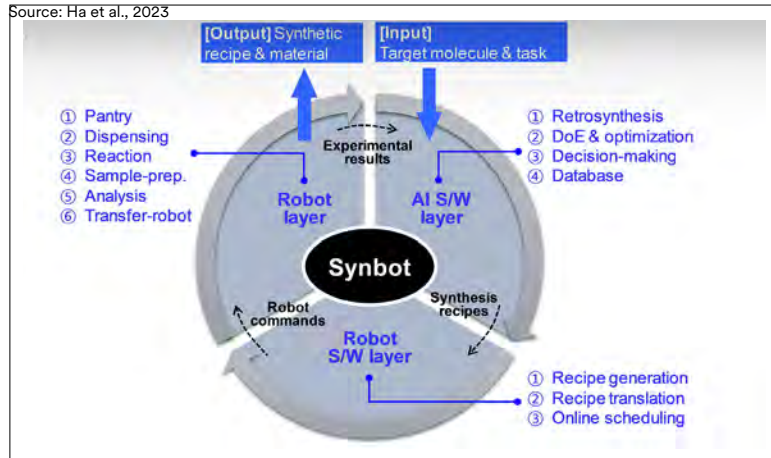 Source: Ha et al., 2023
[Output] Synthetic
recipe & material
[Input]
Target molecule & task
① Pantry
② Dispensing
③ Reaction
④ Sample-prep.
⑤ Analysis
⑥ Transfer-robot
Experimental
results
① Retrosynthesis
② DoE & optimization
③ Decision-making
④ Database
Robot
layer
AI S/W
layer
Synbot
Robot
commands
Synthesis
recipes
Robot
S/W layer
① Recipe generation
② Recipe translation
③ Online scheduling